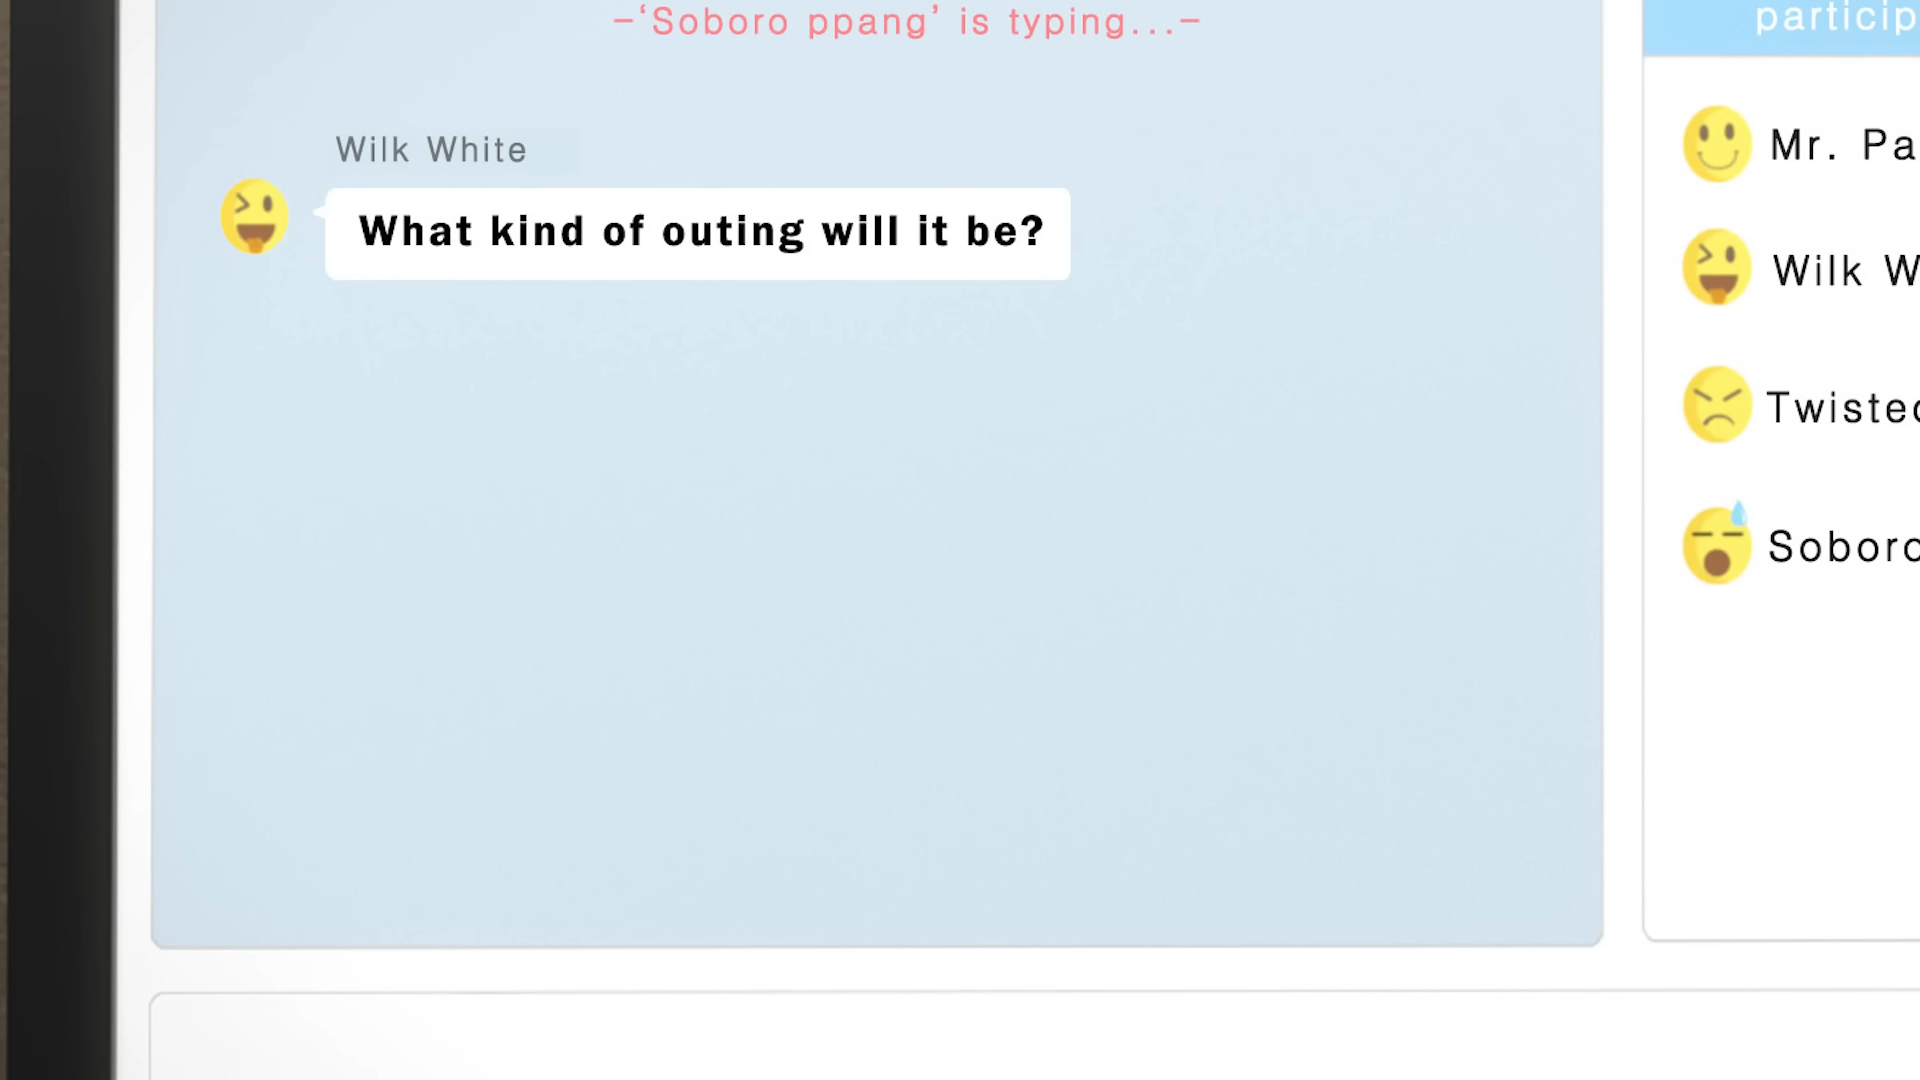 –‘Soboro ppang’ is typing...–
particip
Wilk White
What kind of outing will it be?
Mr. Pa
Wilk W
Twisted
Soboro